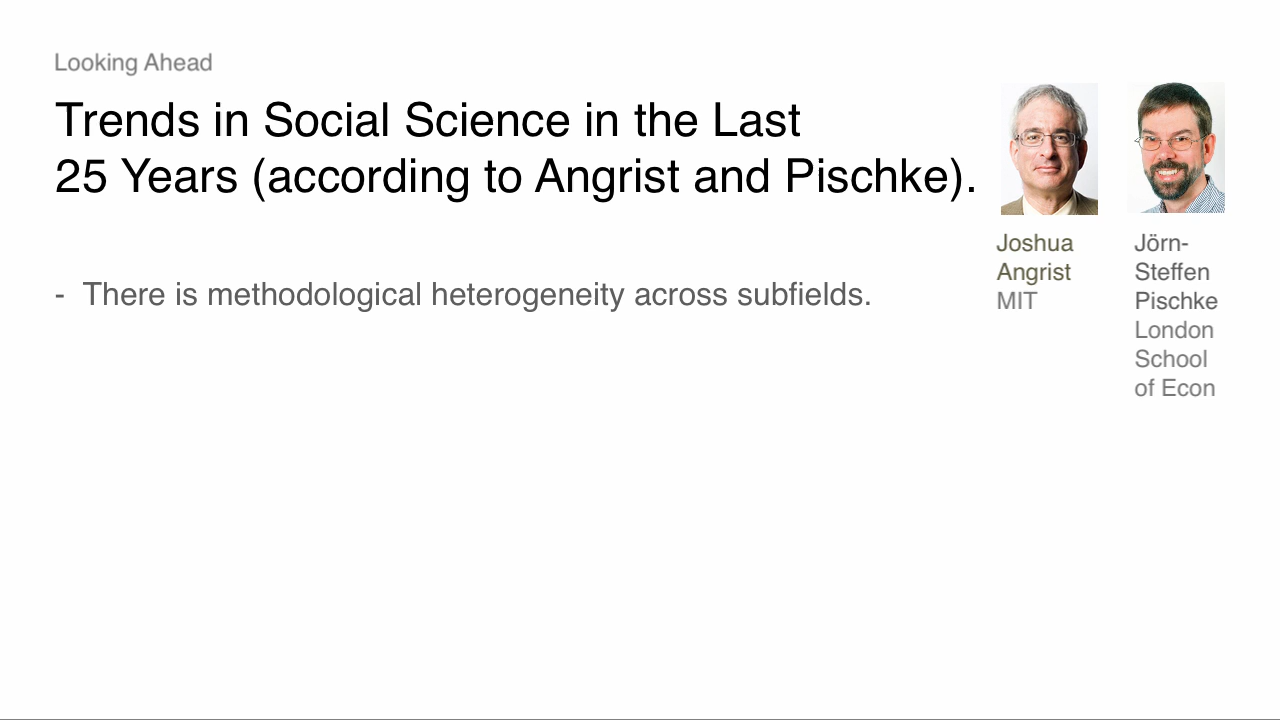 Looking Ahead
Trends in Social Science in the Last
25 Years (according to Angrist and Pischke).
- There is methodological heterogeneity across subfields.
Joshua
Angrist
MIT
Jörn-
Steffen
Pischke
London
School
of Econ